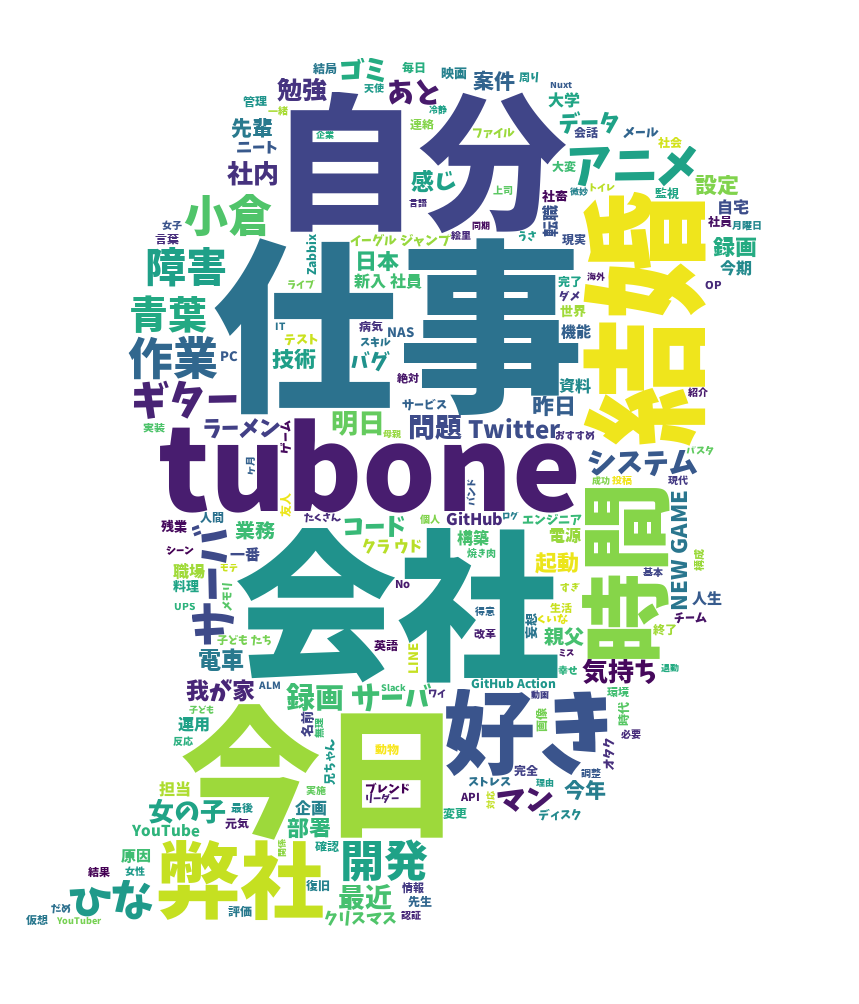 結局
ゴミ
毎日
映画
案件
周り
天使
Nuxt
勉強
あと
管理
一緒
冷静
大学
先輩
企業
連絡
ファイル
データ
会話
メール
ニート
社内
アニメ
社会
感じ
大変
監視
設定
自分
上司
社畜
微妙
トイレ
言語
転職
自宅
小倉
女子
言葉
絵里
同期
社員
月曜日
イーグル ジャンプ
うさ
現実
録画
結婚
Zabbix
日本
今期
障害
仕事
新入 社員
完了
海外
OP
ライブ
ダメ
青葉
世界
IT
病気
NAS
機能
テスト
スキル
作業
PC
技術
バグ
絶対
資料
ギター
サービス
昨日
紹介
実装
ラーメン
ゲーム
明日
母親
問題
Twitter
おすすめ
tubone
ヶ月
バンド
システム
パスタ
成功
投稿
現代
友人
時間
NEW GAME
残業
人間
たくさん
コード
個人
GitHub
ログ
エンジニア
業務
サーバ
シーン
一番
クラウド
構築
電源
焼き肉
起動
構成
職場
モテ
会社
料理
No
すぎ
基本
UPS
メモリ
得意
生活
人生
子ども たち
改革
妄想
くいな
親父
終了
チーム
電車
英語
LINE
ミス
気持ち
退勤
幸せ
我が家
ALM
録画 サーバ
Slack
ワイ
GitHub Action
動画
環境
子ども
運用
名前
無理
今日
好き
画像
時代
必要
反応
動物
兄ちゃん
オタク
完全
調整
担当
実施
ブレンド
リーダー
ストレス
理由
API
対応
マン
今年
女の子
最後
企画
変更
ディスク
YouTube
元気
部署
原因
弊社
確認
開発
結果
女性
ひな
復旧
最近
情報
先生
だめ
評価
クリスマス
認証
仮想
YouTuber